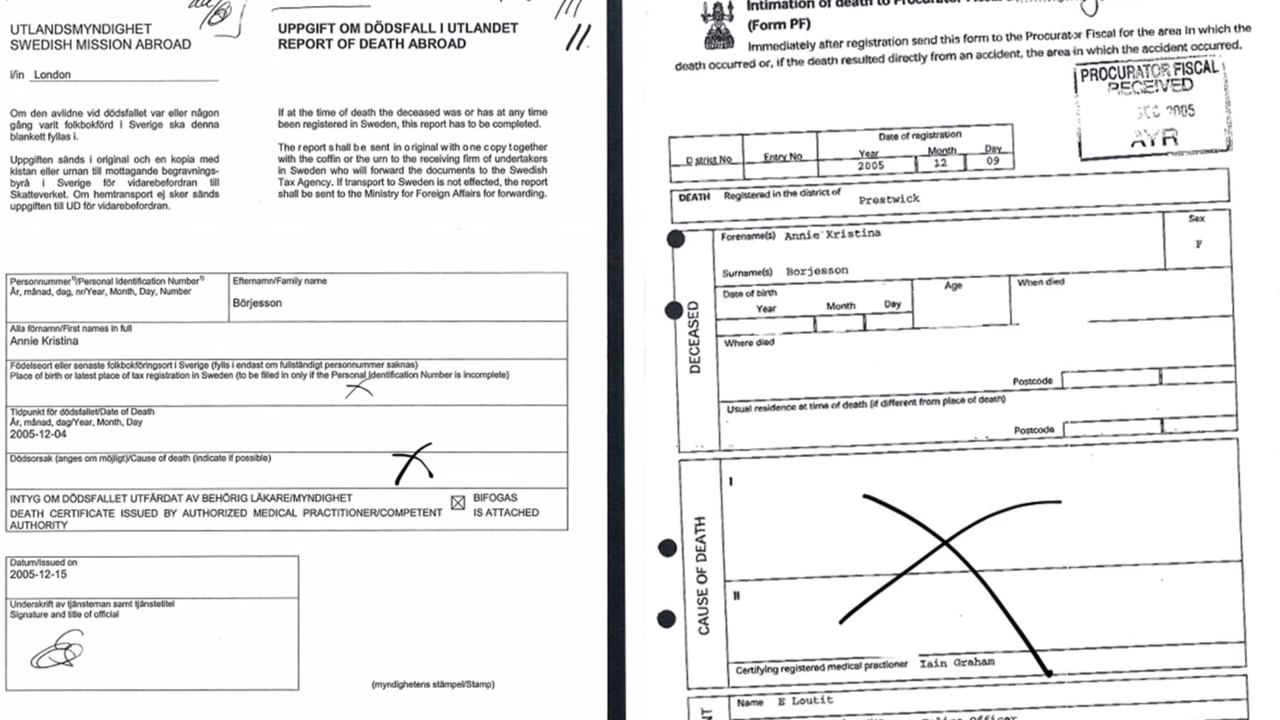 UTLANDSMYNDIGHET
SWEDISH MISSION ABROAD
UPPGIFT OM DÖDSFALL I UTLANDET
REPORT OF DEATH ABROAD
11.
i/in London
Om den avlidne vid dödsfallet var eller någon
gång varit folkbokförd i Sverige ska denna
blankett fyllas i.
Uppgiften sänds i original och en kopia med
kistan eller urnan till mottagande begravnings-
byrå i Sverige för vidarebefordran till
Skatteverket. Om hemtransport ej sker sänds
uppgiften till UD för vidarebefordran.
If at the time of death the deceased was or has at any time
been registered in Sweden, this report has to be completed.
The report shall be sent in original with one copy together
with the coffin or the urn to the receiving firm of undertakers
in Sweden who will forward the documents to the Swedish
Tax Agency. If transport to Sweden is not effected, the report
shall be sent to the Ministry for Foreign Affairs for forwarding.
Personnummer¹⁾/Personal Identification Number¹⁾
År, månad, dag, nr/Year, Month, Day, Number
Efternamn/Family name
Börjesson
Alla förnamn/First names in full
Annie Kristina
Födelseort eller senaste folkbokföringsort i Sverige (fylls i endast om fullständigt personnummer saknas)
Place of birth or latest place of tax registration in Sweden (to be filled in only if the Personal Identification Number is incomplete)
Tidpunkt för dödsfallet/Date of Death
År, månad, dag/Year, Month, Day
2005-12-04
Dödsorsak (anges om möjligt)/Cause of death (indicate if possible)
INTYG OM DÖDSFALLET UTFÄRDAT AV BEHÖRIG LÄKARE/MYNDIGHET
DEATH CERTIFICATE ISSUED BY AUTHORIZED MEDICAL PRACTITIONER/COMPETENT
AUTHORITY
BIFOGAS
IS ATTACHED
Datum/Issued on
2005-12-15
Underskrift av tjänsteman samt tjänstetitel
Signature and title of official
(myndighetens stämpel/Stamp)
Intimation of death to Procurator Fiscal
(Form PF)
Immediately after registration send this form to the Procurator Fiscal for the area in which the
death occurred or, if the death resulted directly from an accident, the area in which the accident occurred.
PROCURATOR FISCAL
RECEIVED
DEC 2005
AYR
District No
Entry No
Date of registration
Year Month Day
2005 12 09
DEATH Registered in the district of Prestwick
DECEASED
Forename(s) Annie Kristina
Sex
F
Surname(s) Borjesson
Date of birth
Year Month Day
Age
When died
Where died
Postcode
Usual residence at time of death (if different from place of death)
Postcode
CAUSE OF DEATH
I
II
Certifying registered medical practioner Iain Graham
Name E Loutit
Police Officer